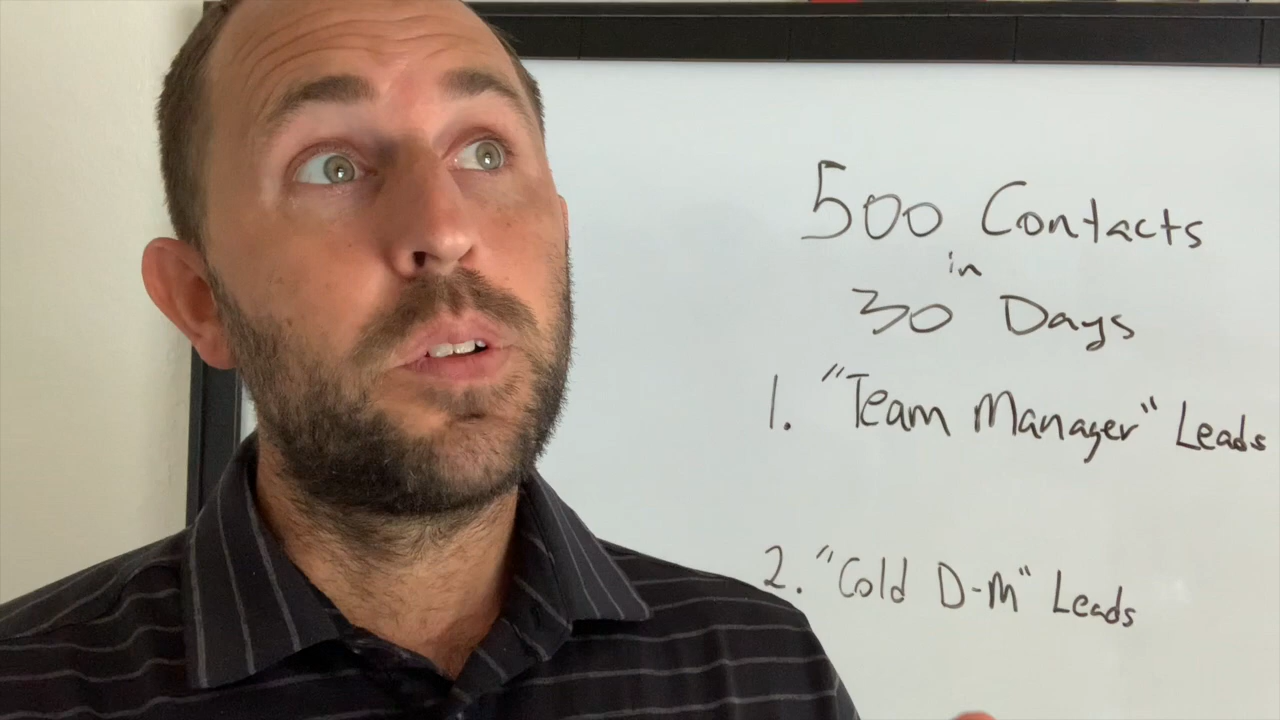 500 Contacts
in
30 Days
1. "Team Manager" Leads
2. "Cold D-M" Leads